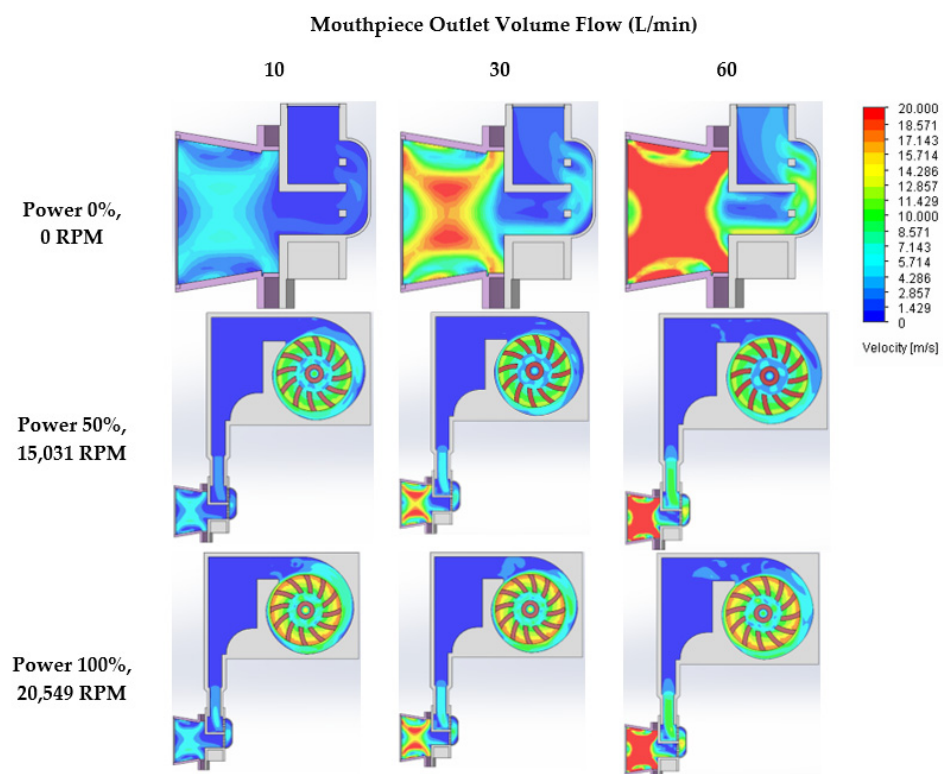 Mouthpiece Outlet Volume Flow (L/min)
10 30 60
20.000
18.571
17.143
15.714
14.286
12.857
11.429
10.000
8.571
7.143
5.714
4.286
2.857
1.429
0
Velocity [m/s]
Power 0%,
0 RPM
Power 50%,
15,031 RPM
Power 100%,
20,549 RPM